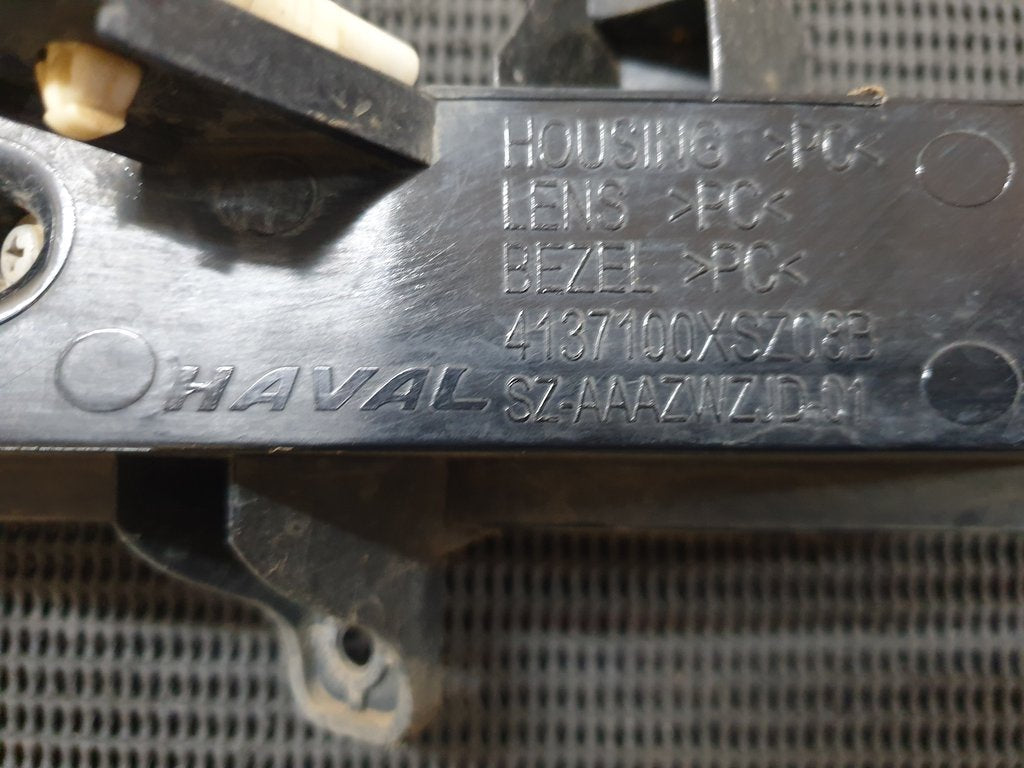 HOUSING >PC<
LENS >PC<
BEZEL >PC<
4137100XSZ08B
HAVAL SZ-AAAZWZJD-01